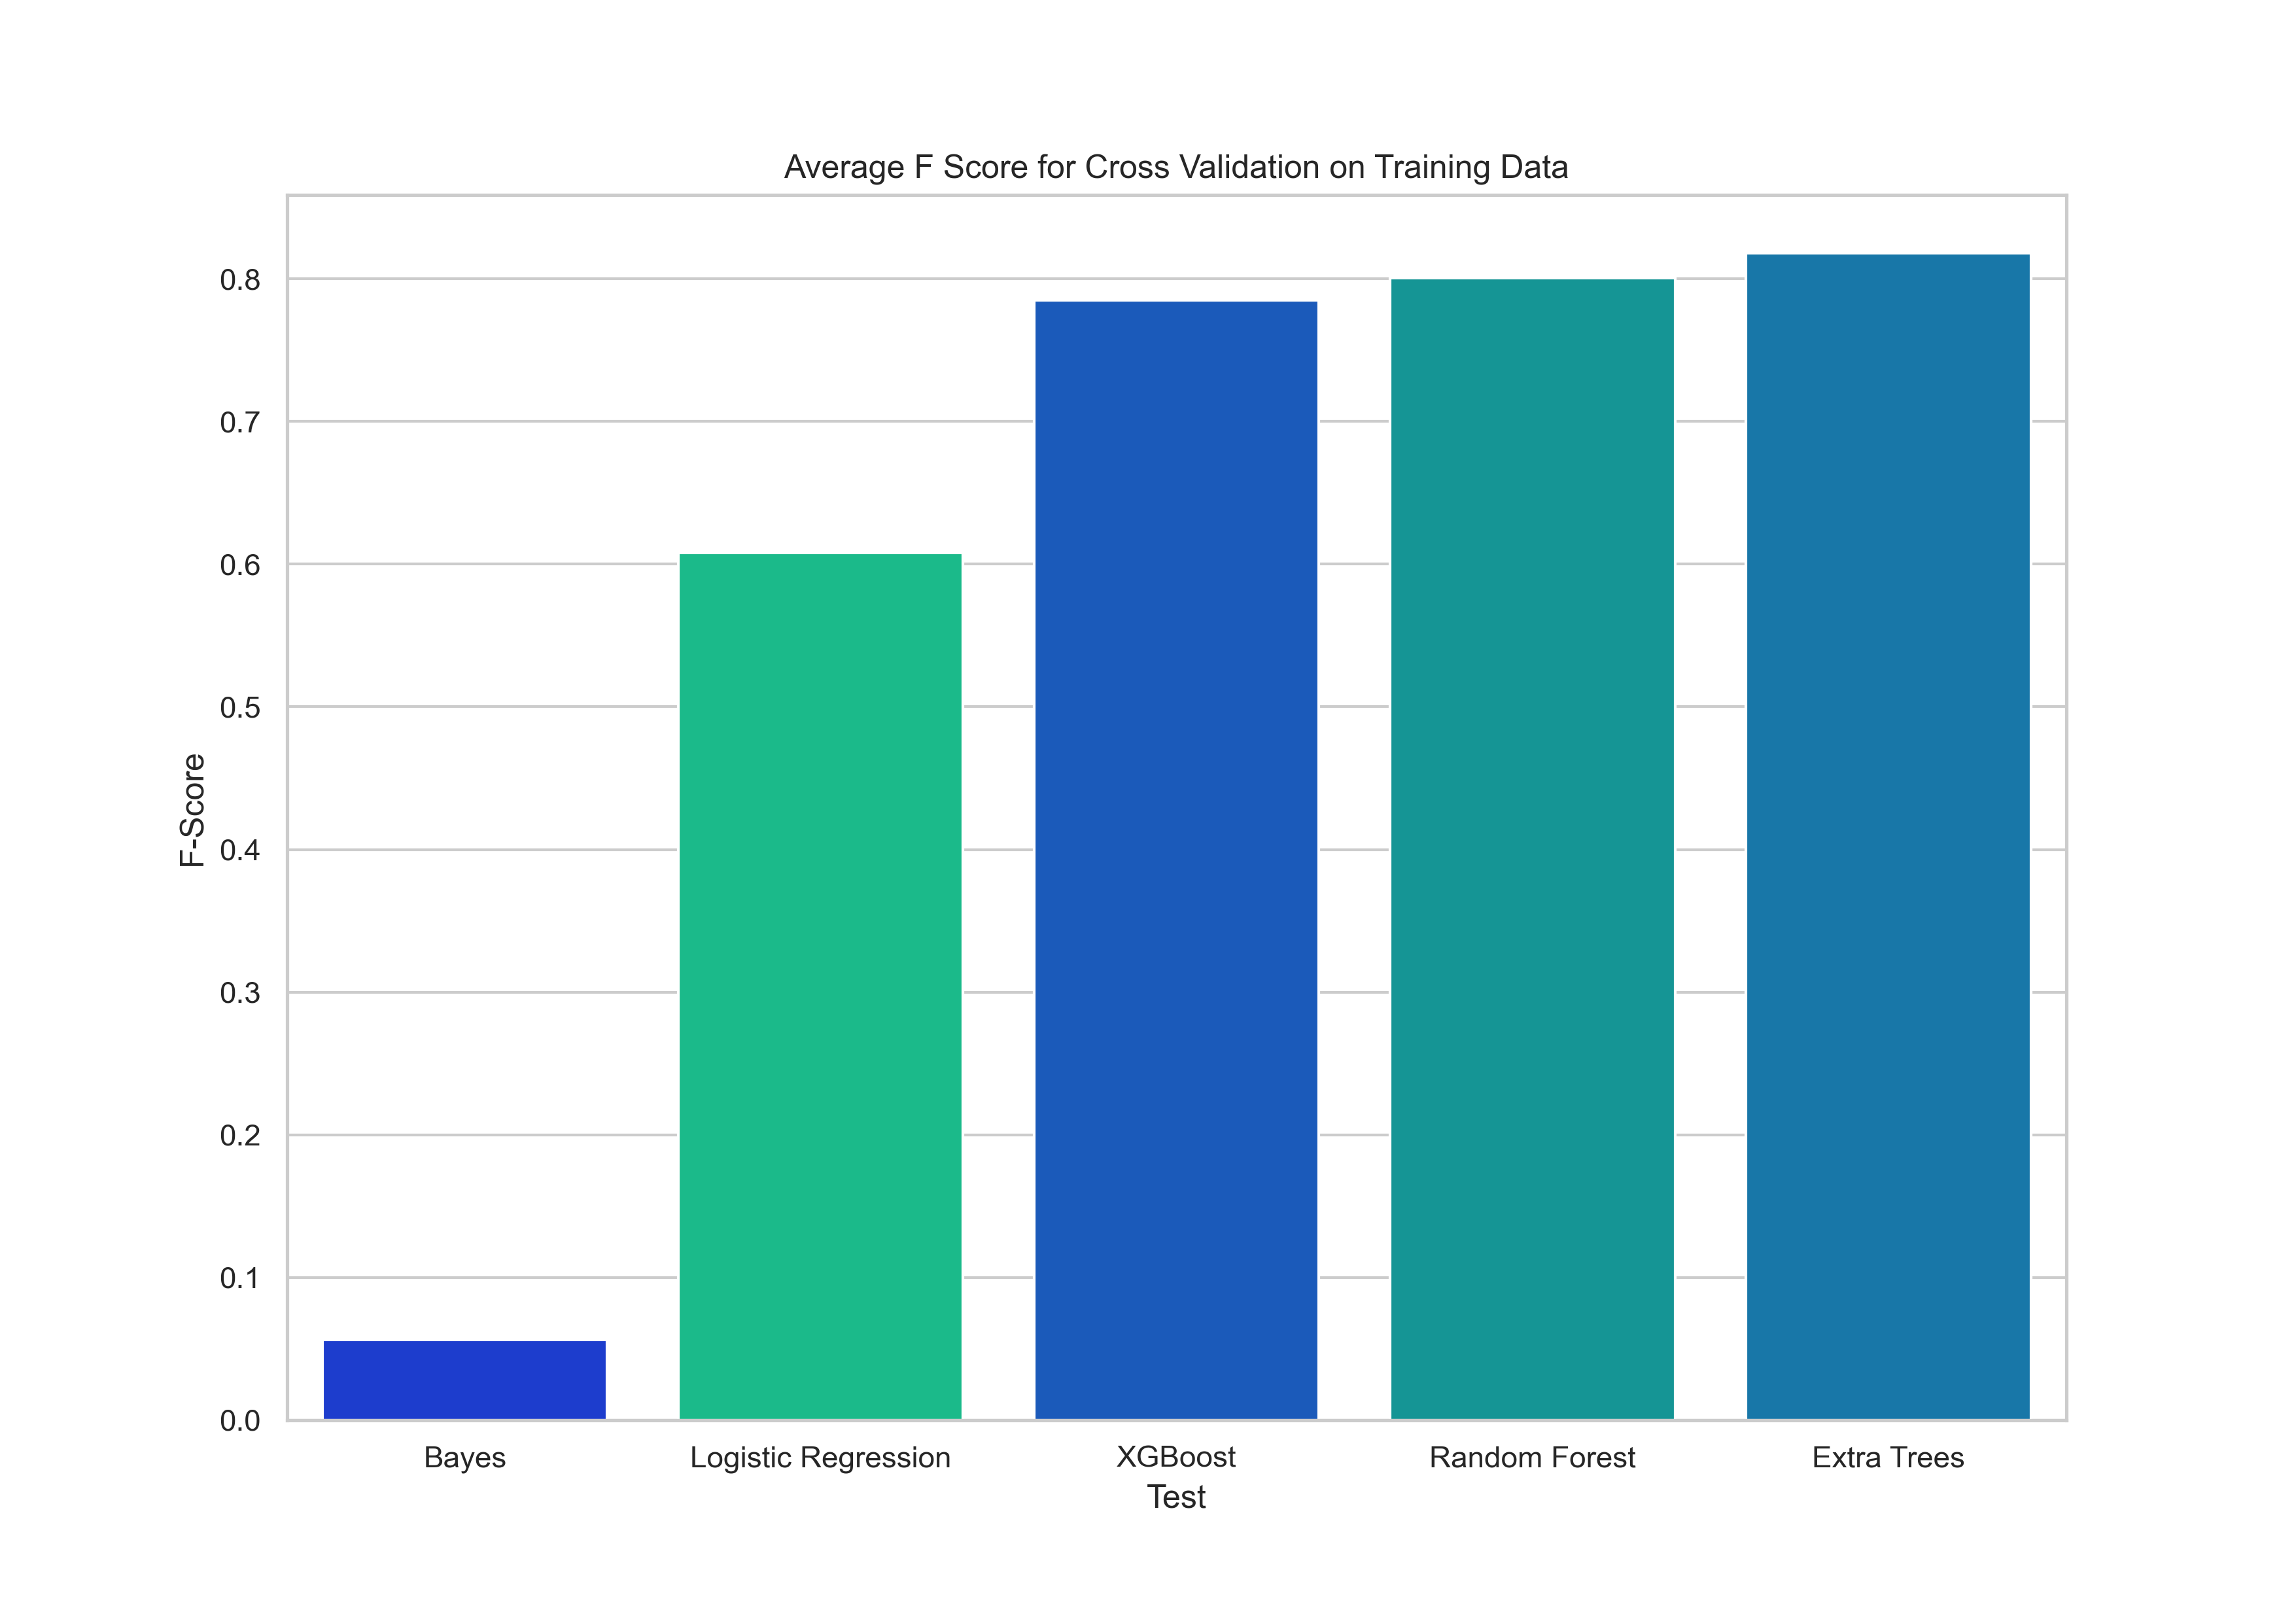 Average F Score for Cross Validation on Training Data
0.8
0.7
0.6
0.5
0.4
0.3
0.2
0.1
0.0
F-Score
Bayes
Logistic Regression
XGBoost
Random Forest
Extra Trees
Test